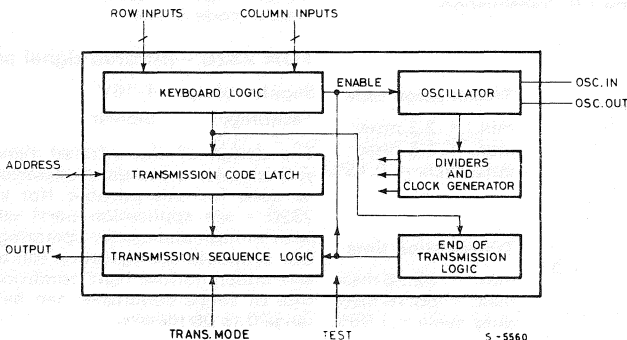 ROW INPUTS
COLUMN INPUTS
KEYBOARD LOGIC
ENABLE
OSCILLATOR
OSC.IN
OSC.OUT
ADDRESS
TRANSMISSION CODE LATCH
DIVIDERS
AND
CLOCK GENERATOR
OUTPUT
TRANSMISSION SEQUENCE LOGIC
END OF
TRANSMISSION
LOGIC
TRANS.MODE
TEST
S-5560